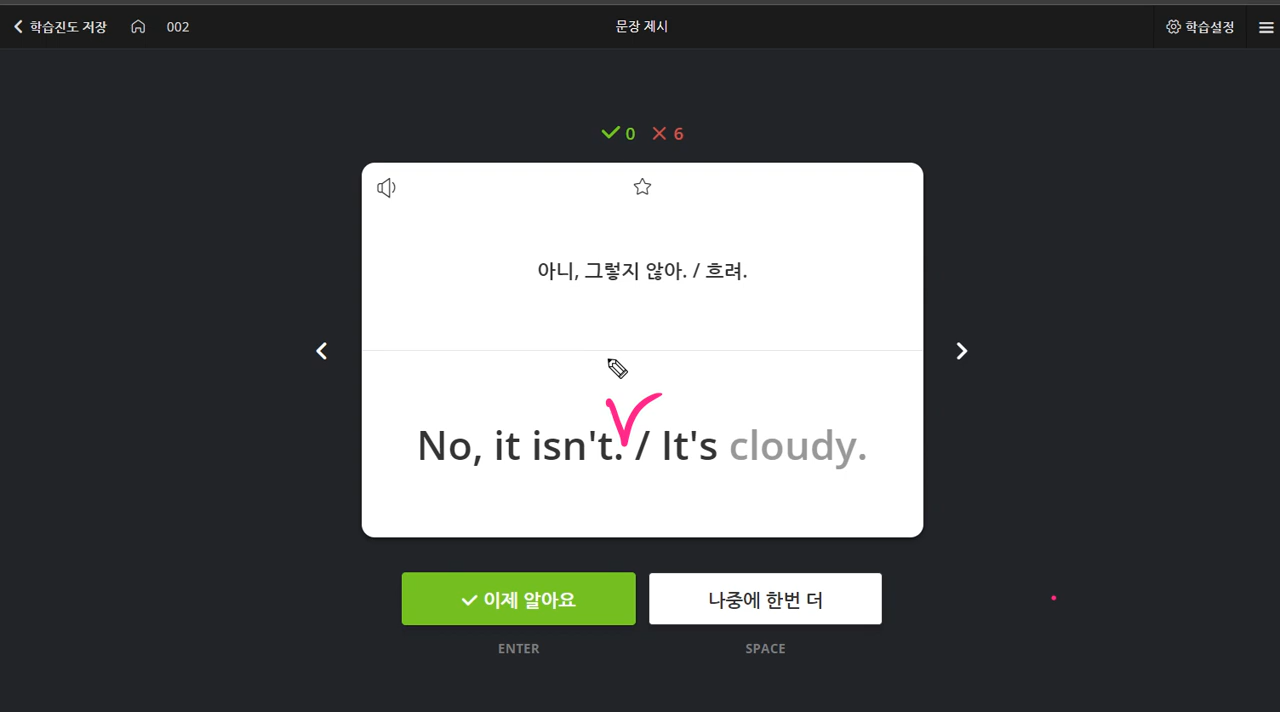 학습진도 저장 002 문장 제시 학습설정
0 6
아니, 그렇지 않아. / 흐려.
No, it isn't. / It's cloudy.
이제 알아요 나중에 한번 더
ENTER SPACE